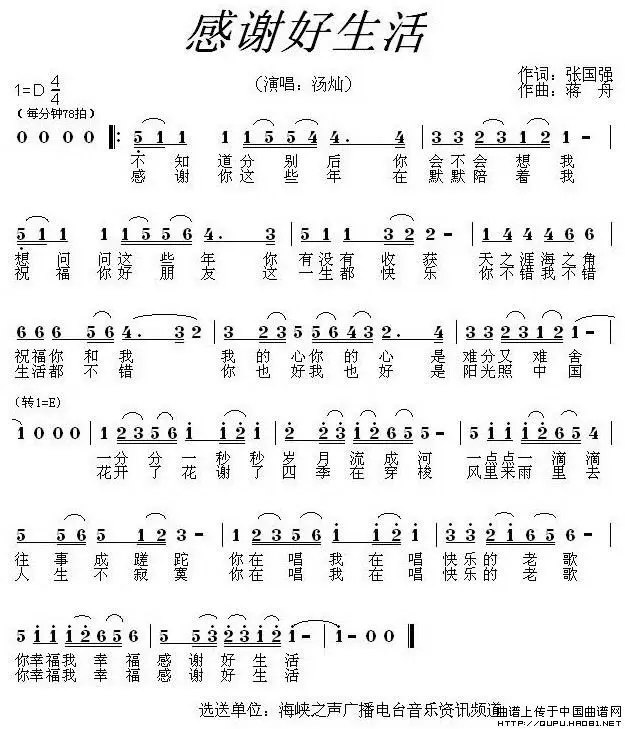 感谢好生活
1=D 4/4
（演唱：汤灿）
作词：张国强
作曲：蒋　舟
（每分钟78拍）
0 0 0 0 ‖: 5 1 1 1 1 5 5 4 4 . 4 | 3 3 2 3 1 2 1 - |
不 知 道 分 别 后 你 会 不 会 想 我
感 谢 你 这 些 年 在 默 默 陪 着 我
5 1 1 1 1 5 5 6 2 . 3 | 5 1 1 3 2 2 - | 1 2 4 4 4 6 6 |
想 问 问 这 些 年 你 有 没 有 收 获 天 之 涯 海 之 角
祝 福 你 好 朋 友 这 一 生 都 快 乐 你 不 错 我 不 错
6 6 6 5 6 4 . 3 2 | 3 2 3 5 6 4 3 4 . 4 | 3 3 2 3 1 2 1 - |
祝福你 和 我 我 的 心 你 的 心 是 难 分 又 难 舍
生活都 不 错 你 也 好 我 也 好 是 阳 光 照 中 国
（转1=E）
1 0 0 0 | 1 2 3 5 6 1 1 2 1 | 2 2 3 5 6 5 3 - | 5 1 1 1 2 6 5 4 |
一 分 分 一 秒 秒 岁 月 流 成 河 一 点 点 一 滴 滴
花 开 了 花 谢 了 四 季 在 穿 梭 风 里 来 雨 里 去
5 5 6 5 1 2 3 - | 1 2 3 5 6 1 1 1 2 1 | 3 3 2 1 6 5 5 - |
往 事 成 蹉 跎 你 在 唱 我 在 唱 快 乐 的 老 歌
人 生 不 寂 寞 你 在 唱 我 在 唱 快 乐 的 老 歌
5 1 1 1 2 6 5 6 | 5 5 3 2 3 1 2 1 - | 1 - 0 0 ‖
你幸福我 幸 福 感 谢 好 生 活
你幸福我 幸 福 感 谢 好 生 活
选送单位：海峡之声广播电台音乐资讯频道
曲谱上传于中国曲谱网
HTTP://QUPU.HAO81.NET